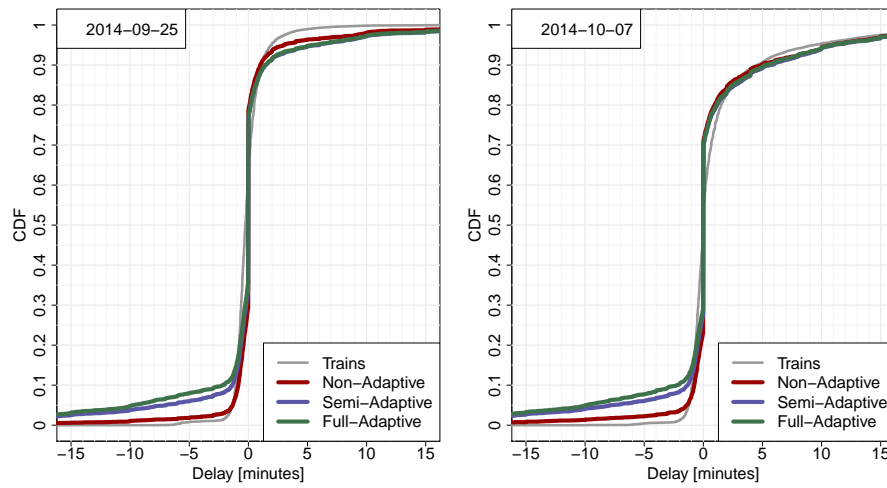 2014−09−25
CDF
1
0.9
0.8
0.7
0.6
0.5
0.4
0.3
0.2
0.1
0
Trains
Non−Adaptive
Semi−Adaptive
Full−Adaptive
−15 −10 −5 0 5 10 15
Delay [minutes]
2014−10−07
CDF
1
0.9
0.8
0.7
0.6
0.5
0.4
0.3
0.2
0.1
0
Trains
Non−Adaptive
Semi−Adaptive
Full−Adaptive
−15 −10 −5 0 5 10 15
Delay [minutes]